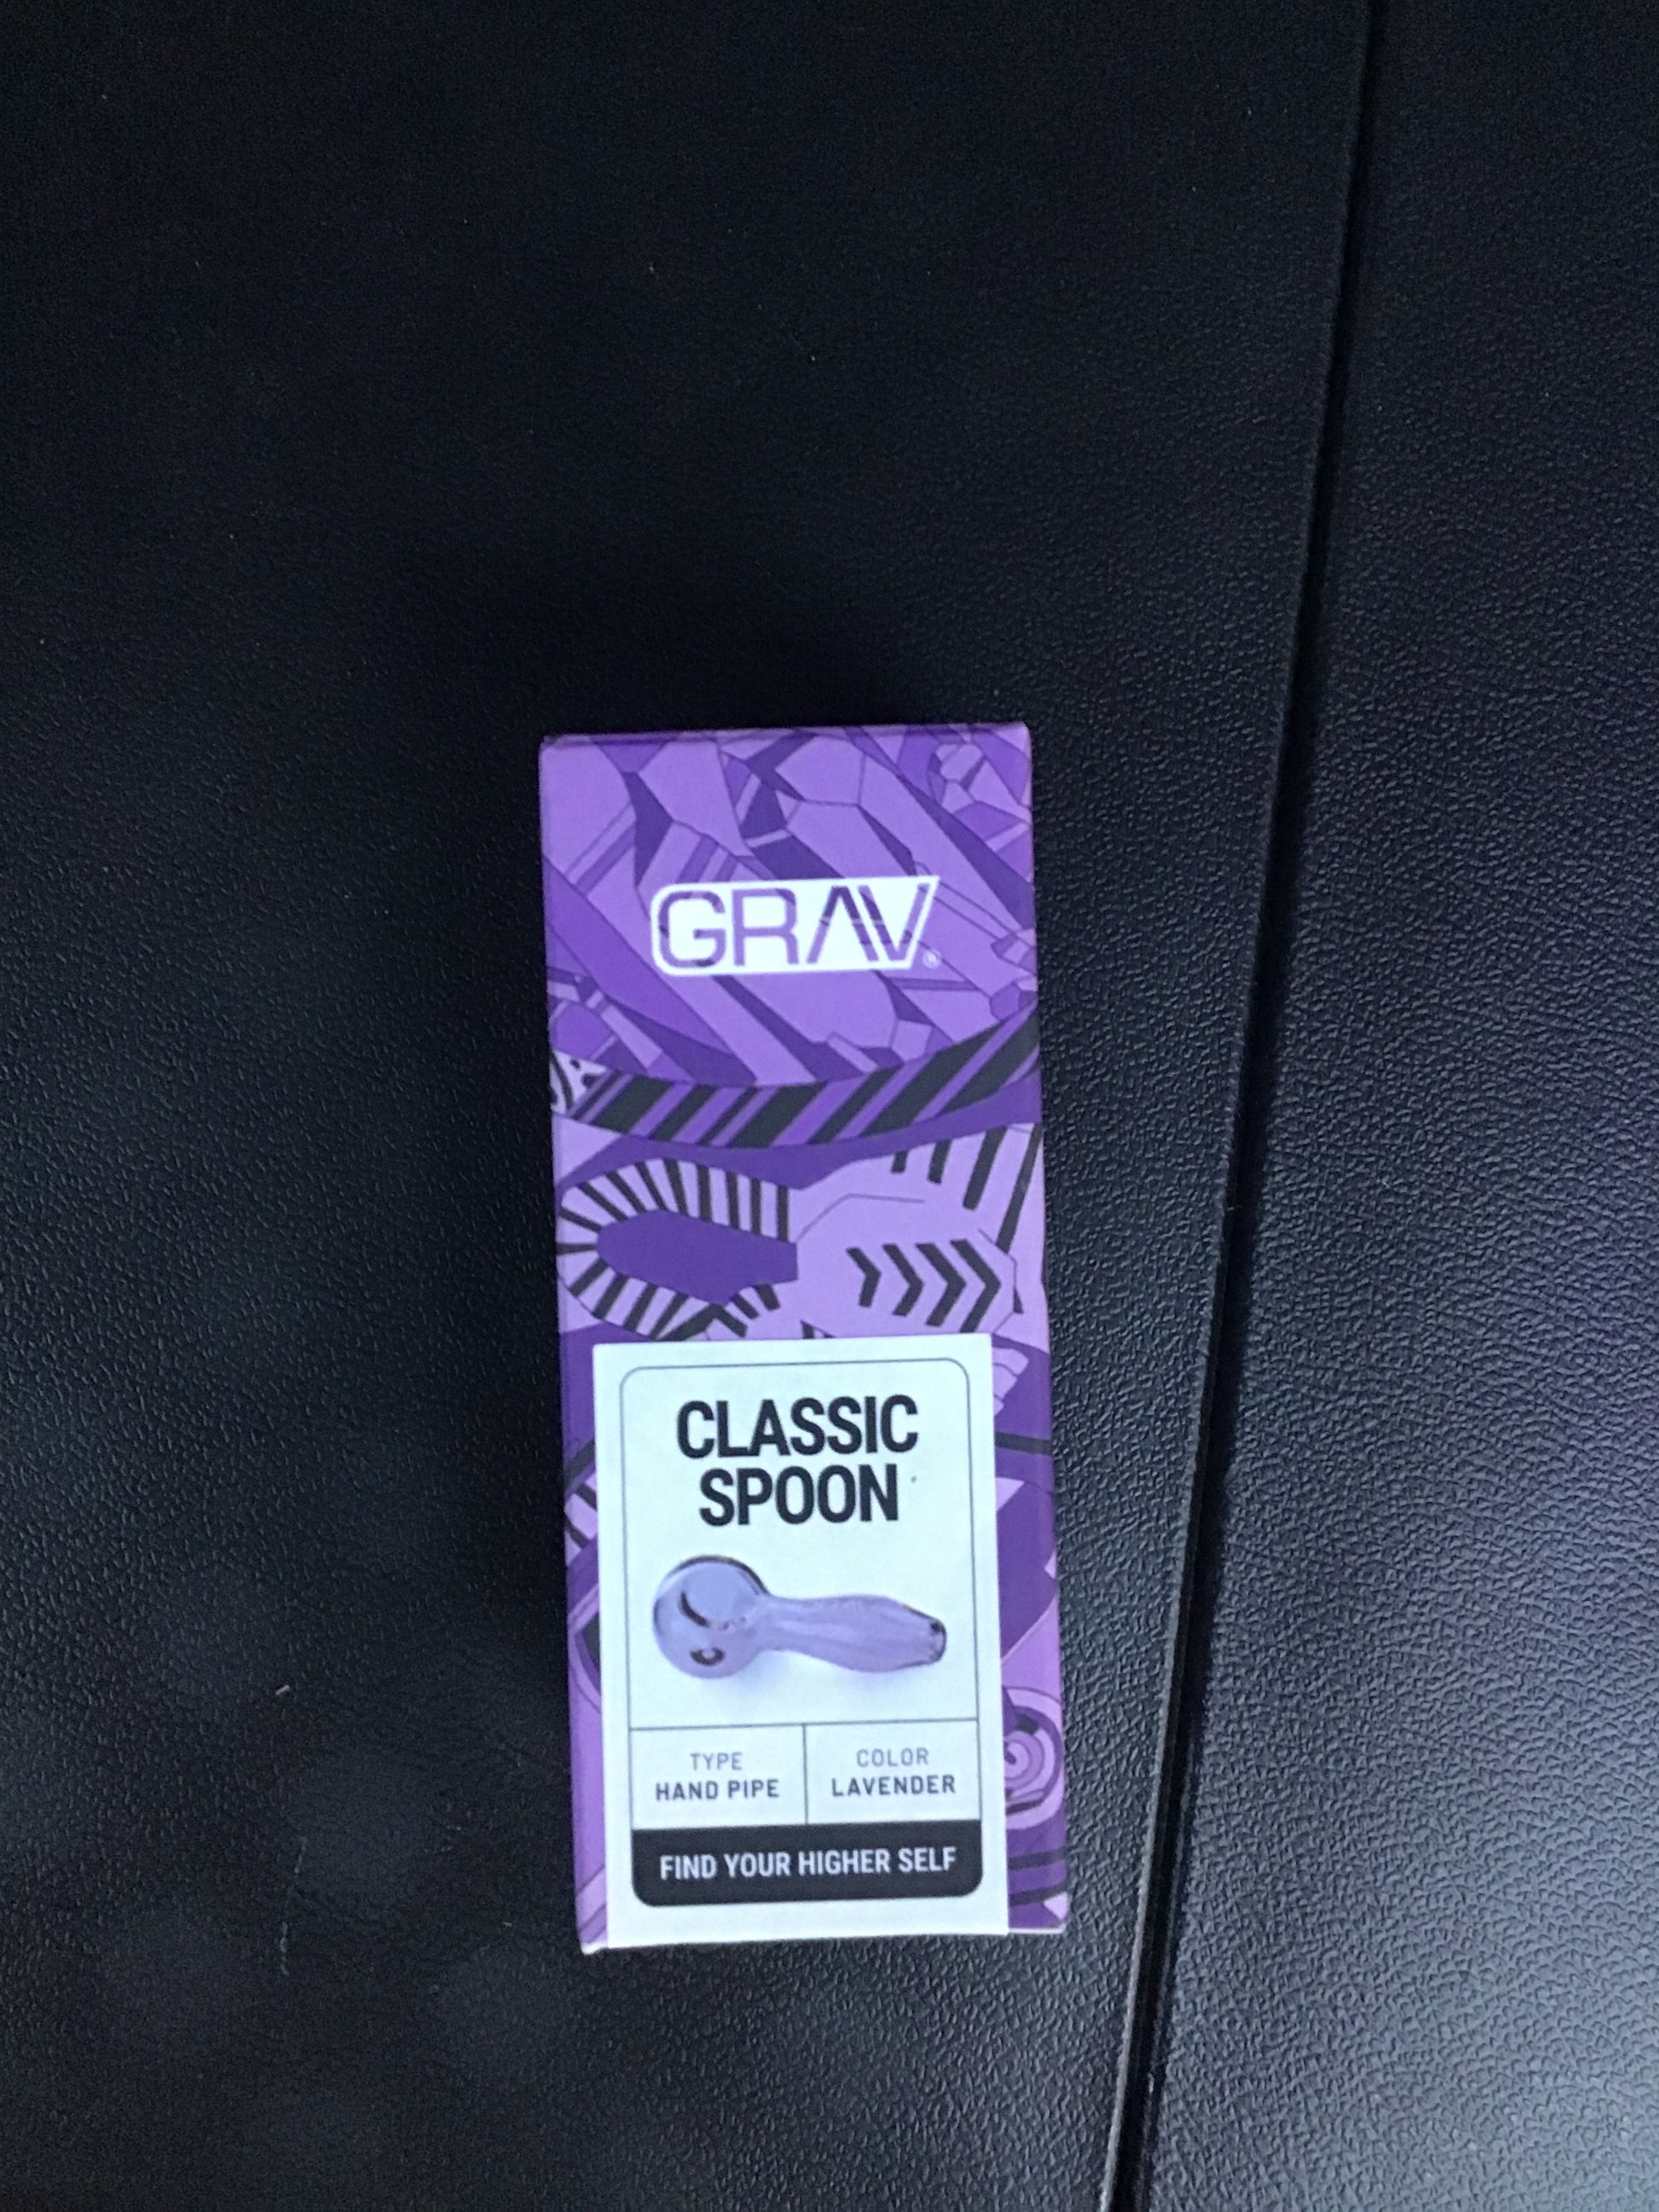 GRAV®
CLASSIC
SPOON
TYPE
HAND PIPE
COLOR
LAVENDER
FIND YOUR HIGHER SELF